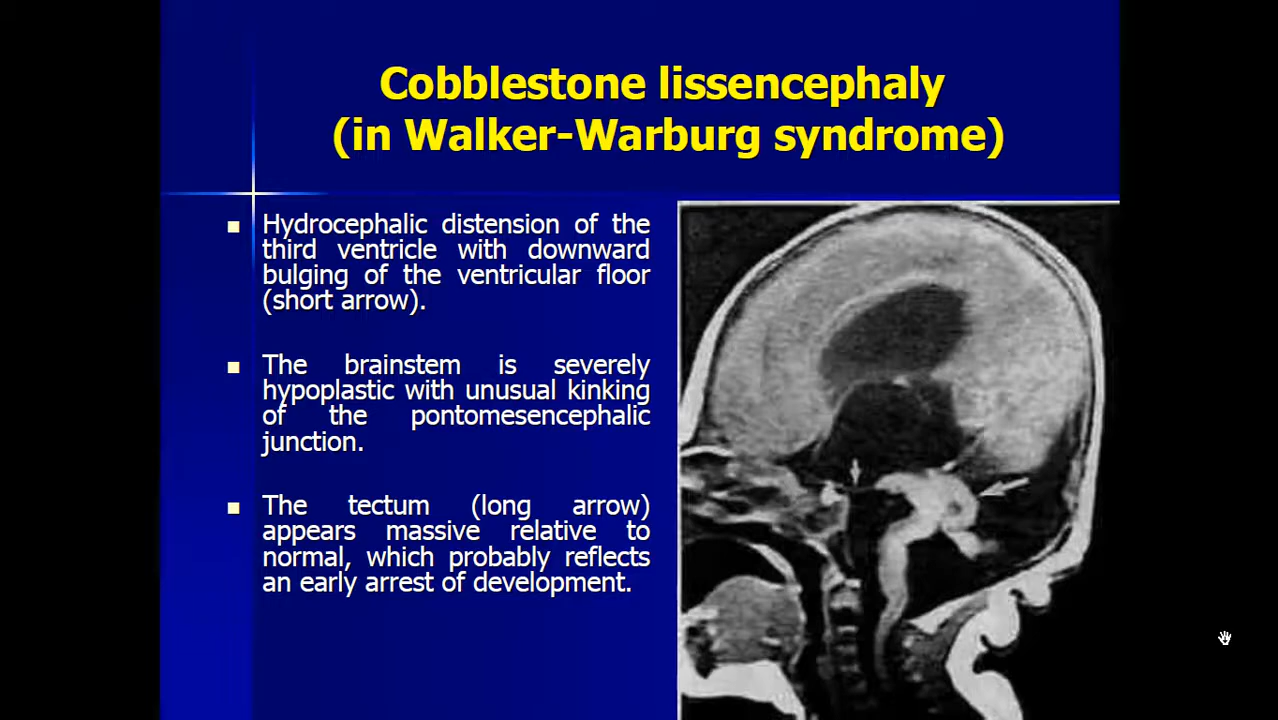 Cobblestone lissencephaly
(in Walker-Warburg syndrome)
Hydrocephalic distension of the
third ventricle with downward
bulging of the ventricular floor
(short arrow).
The brainstem is severely
hypoplastic with unusual kinking
of the pontomesencephalic
junction.
The tectum (long arrow)
appears massive relative to
normal, which probably reflects
an early arrest of development.